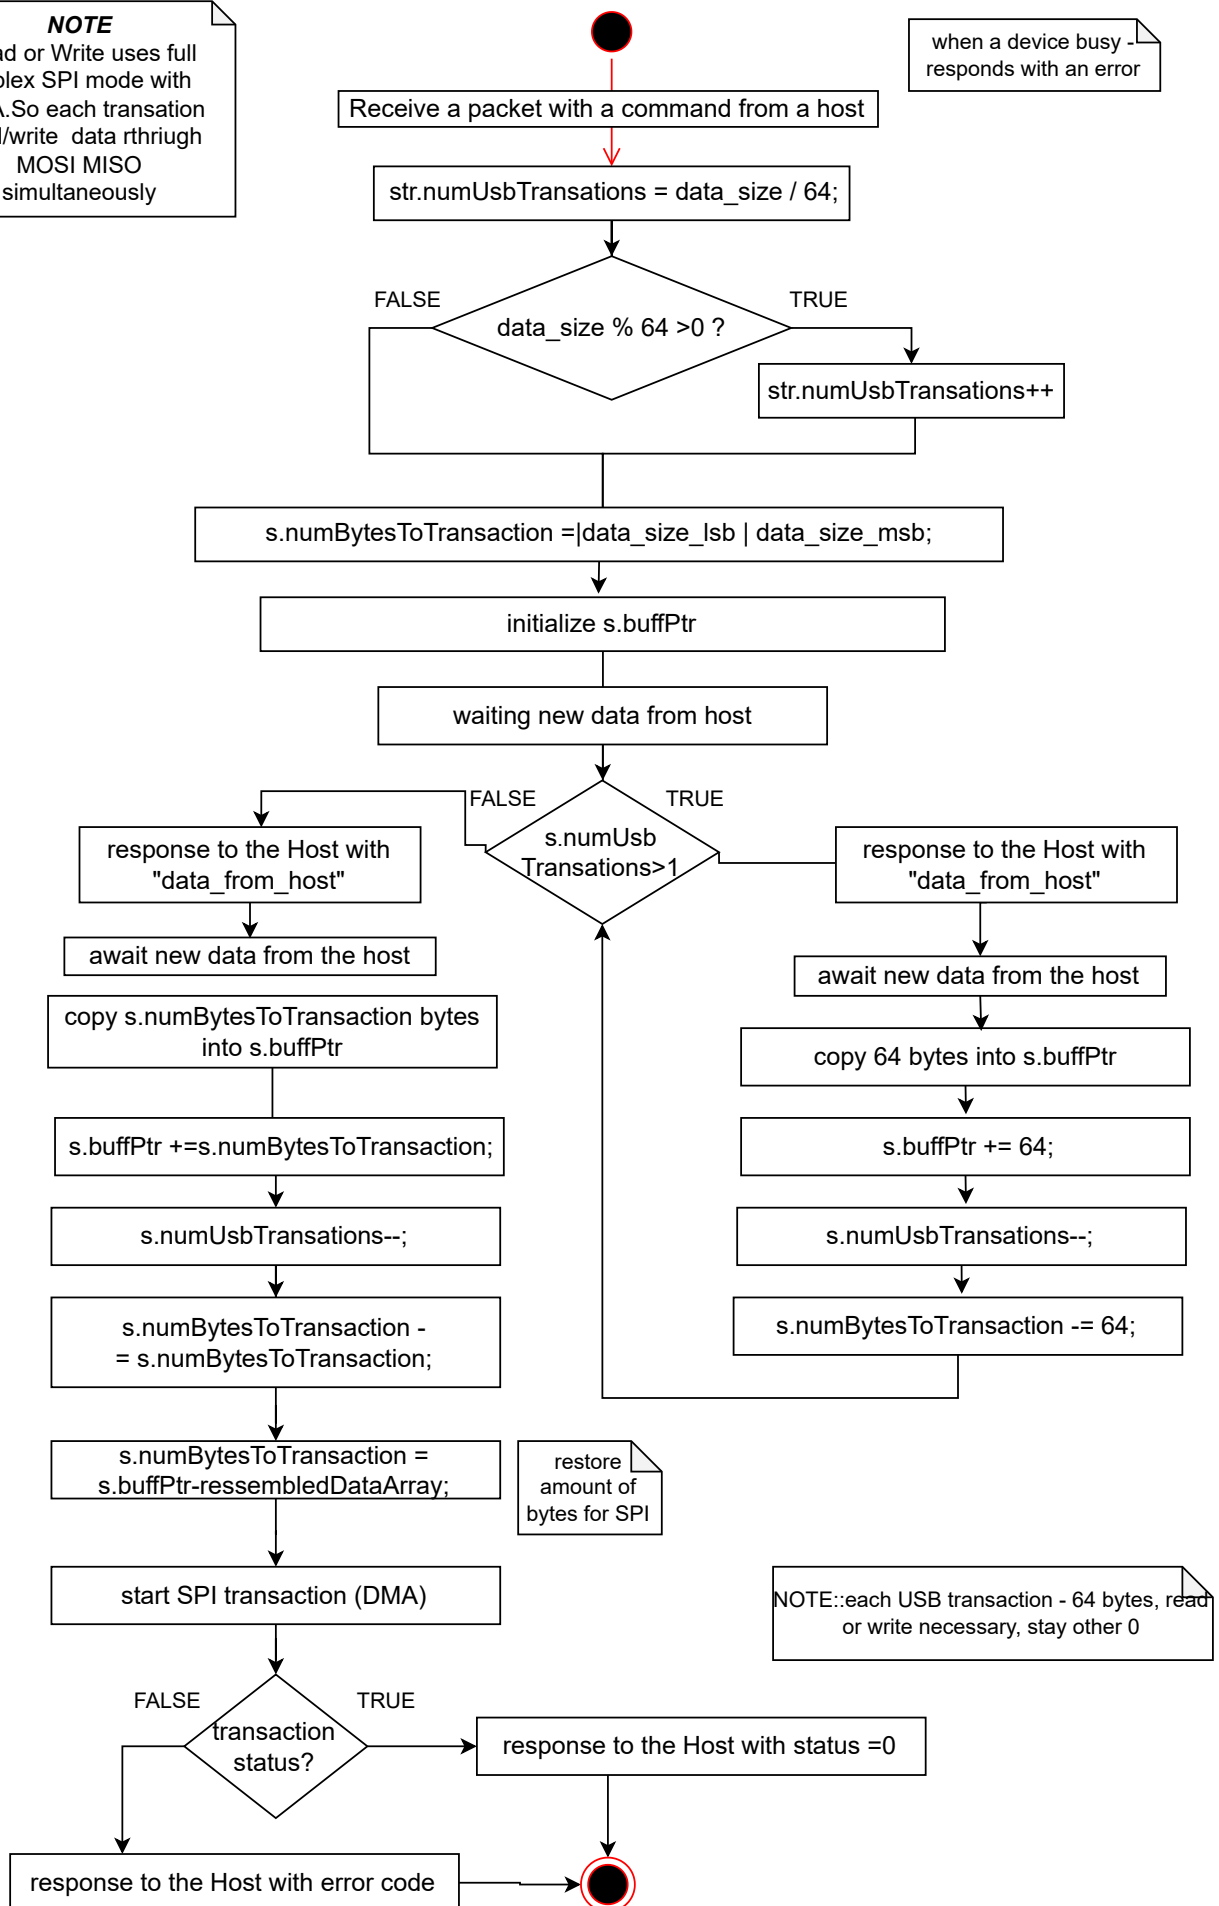 NOTE
ad or Write uses full
plex SPI mode with
A.So each transation
l/write data rthriugh
MOSI MISO
simultaneously
when a device busy -
responds with an error
Receive a packet with a command from a host
str.numUsbTransations = data_size / 64;
FALSE
TRUE
data_size % 64 >0 ?
str.numUsbTransations++
s.numBytesToTransaction =|data_size_lsb | data_size_msb;
initialize s.buffPtr
waiting new data from host
FALSE
TRUE
s.numUsb
Transations>1
response to the Host with
"data_from_host"
await new data from the host
copy s.numBytesToTransaction bytes
into s.buffPtr
s.buffPtr +=s.numBytesToTransaction;
s.numUsbTransations--;
s.numBytesToTransaction -
= s.numBytesToTransaction;
s.numBytesToTransaction =
s.buffPtr-ressembledDataArray;
restore
amount of
bytes for SPI
response to the Host with
"data_from_host"
await new data from the host
copy 64 bytes into s.buffPtr
s.buffPtr += 64;
s.numUsbTransations--;
s.numBytesToTransaction -= 64;
start SPI transaction (DMA)
NOTE::each USB transaction - 64 bytes, read
or write necessary, stay other 0
FALSE
TRUE
transaction
status?
response to the Host with status =0
response to the Host with error code